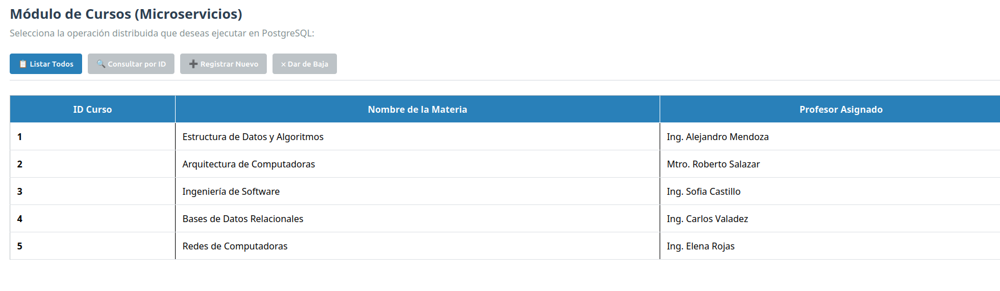 Módulo de Cursos (Microservicios)
Selecciona la operación distribuida que deseas ejecutar en PostgreSQL:
📋 Listar Todos 🔍 Consultar por ID ➕ Registrar Nuevo × Dar de Baja
ID Curso Nombre de la Materia Profesor Asignado
1 Estructura de Datos y Algoritmos Ing. Alejandro Mendoza
2 Arquitectura de Computadoras Mtro. Roberto Salazar
3 Ingeniería de Software Ing. Sofia Castillo
4 Bases de Datos Relacionales Ing. Carlos Valadez
5 Redes de Computadoras Ing. Elena Rojas